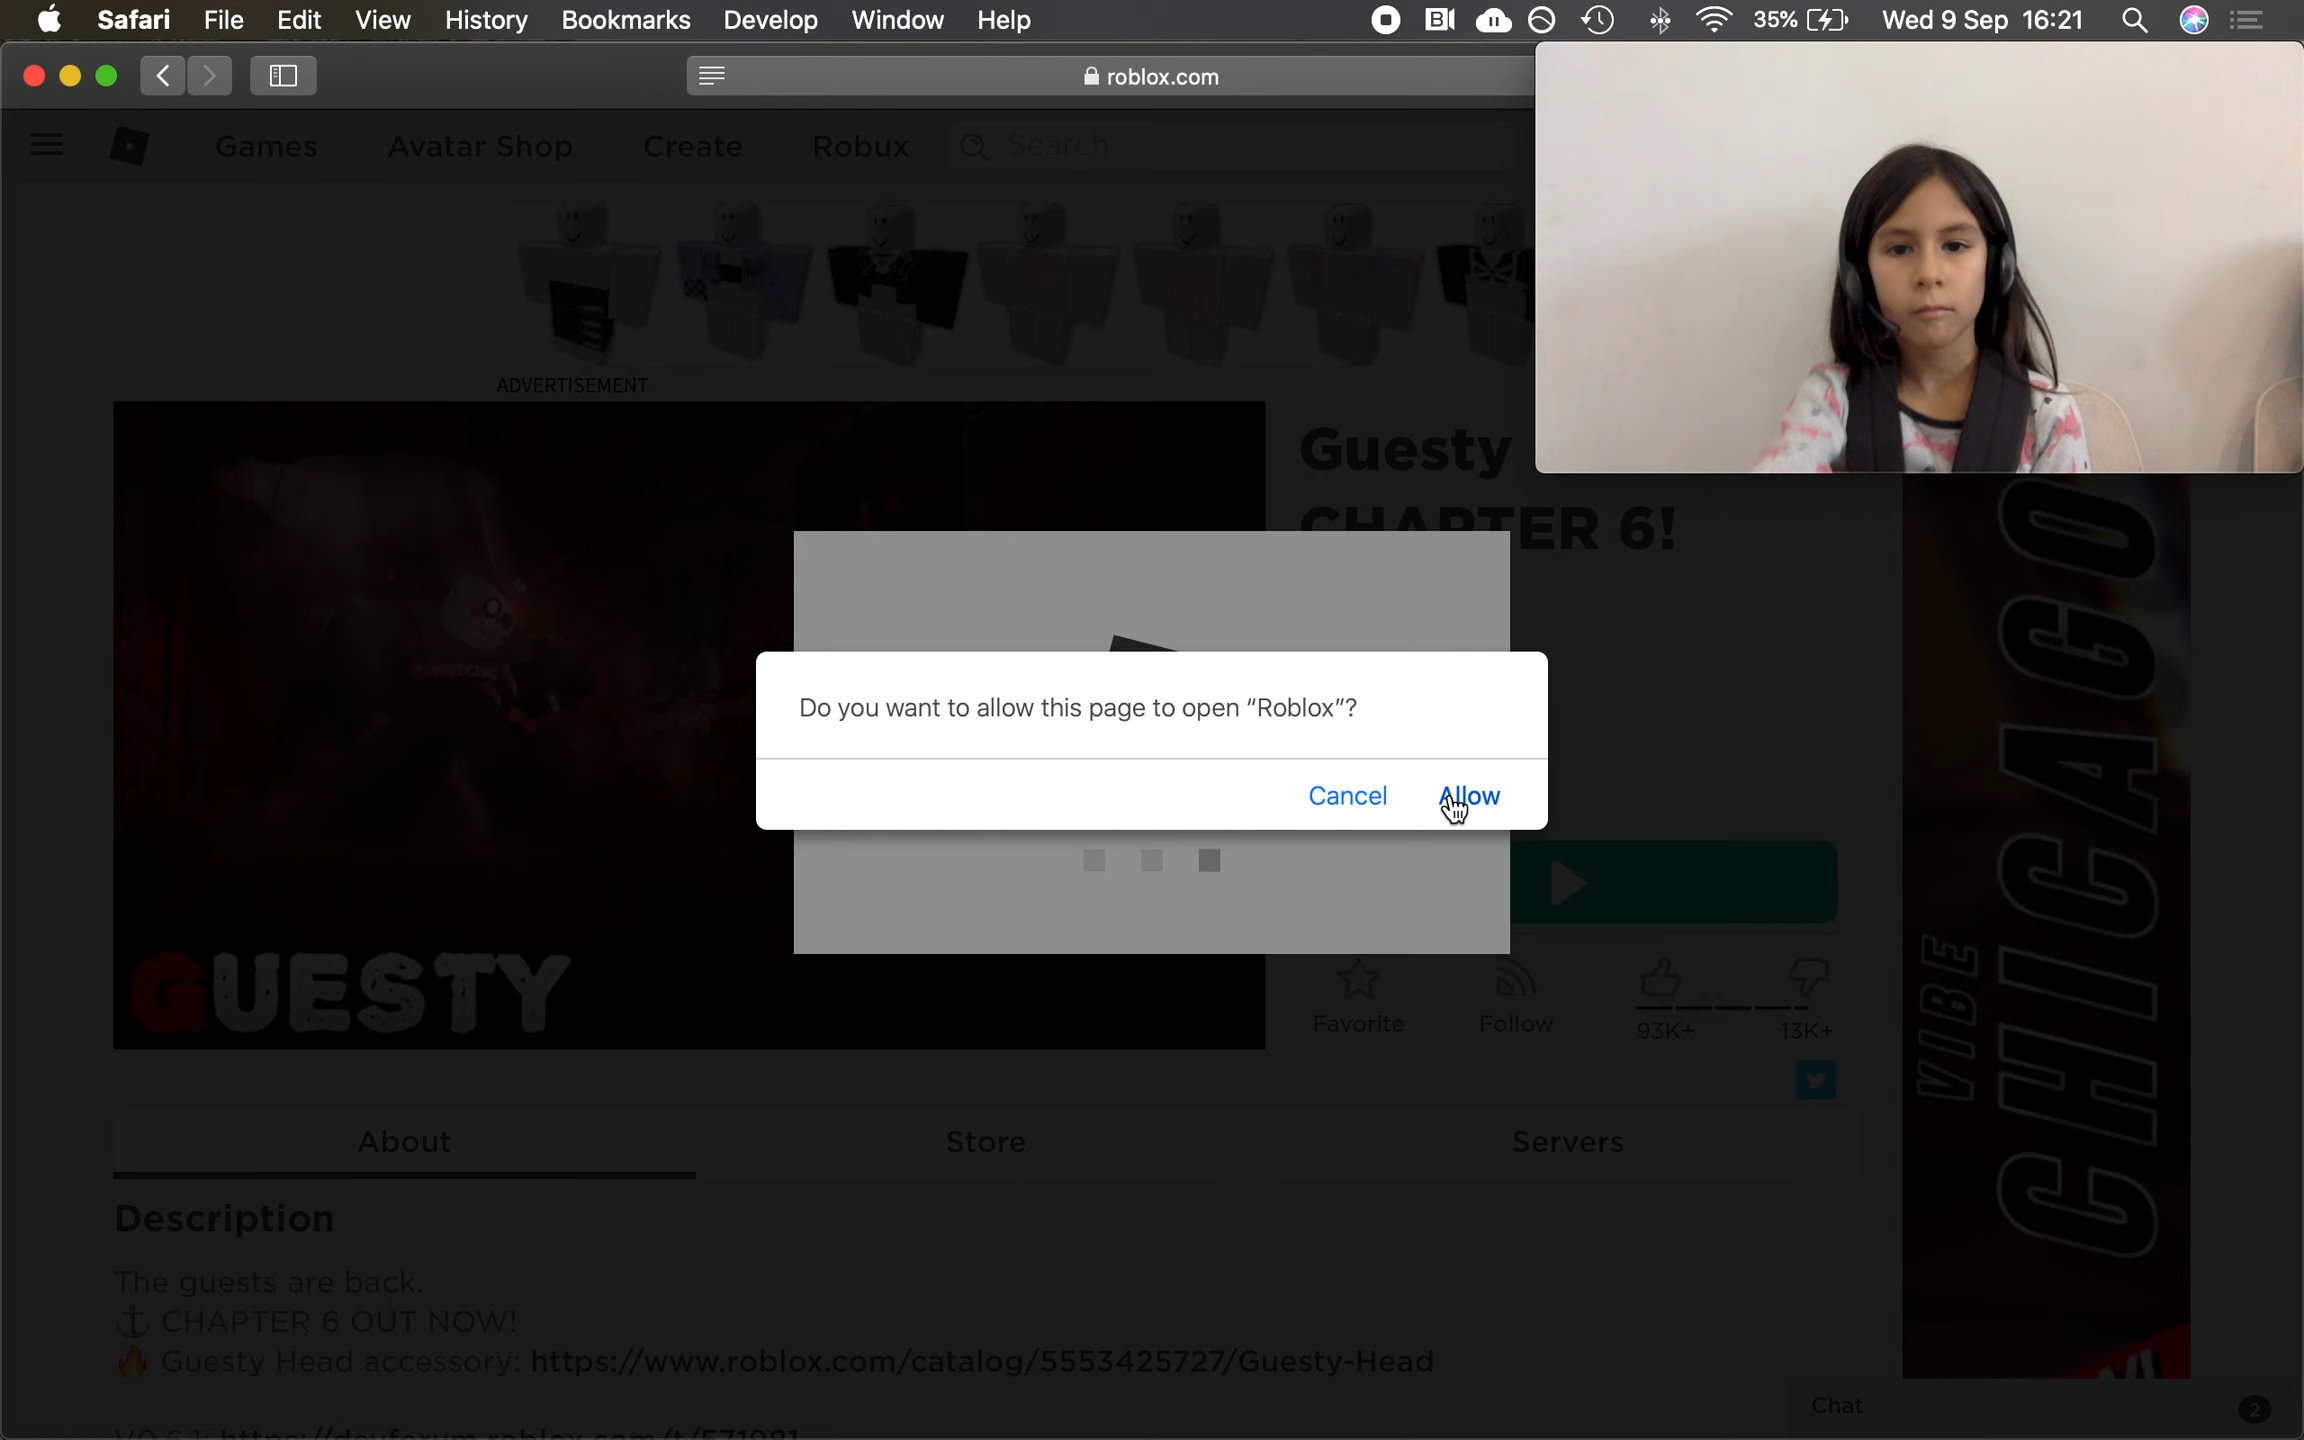 Safari File Edit View History Bookmarks Develop Window Help 35% Wed 9 Sep 16:21
roblox.com
Games Avatar Shop Create Robux Search
ADVERTISEMENT
Guesty
CHAPTER 6!
Do you want to allow this page to open “Roblox”?
Cancel Allow
GUESTY
Favorite Follow 93K+ 13K+
VIBE
CHICAGO
About Store Servers
Description
The guests are back.
⚓ CHAPTER 6 OUT NOW!
🔥 Guesty Head accessory: https://www.roblox.com/catalog/5553425727/Guesty-Head
Chat 2